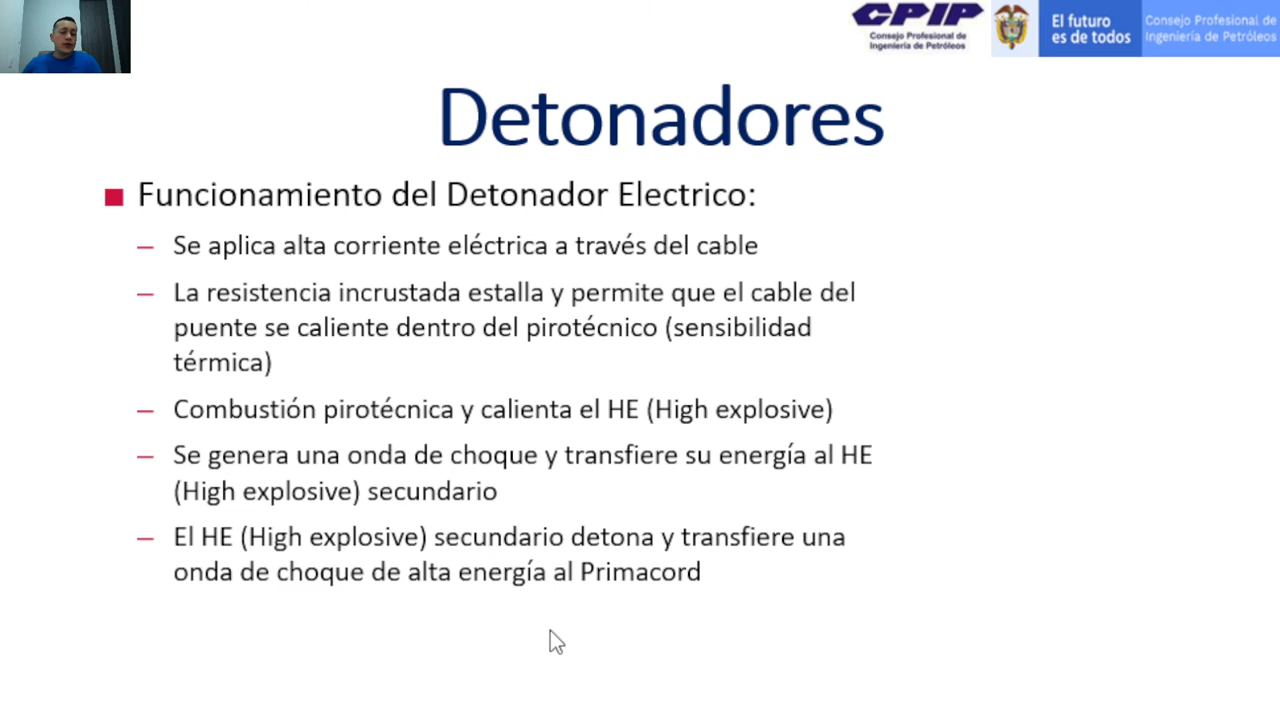 CPIP
Consejo Profesional de
Ingeniería de Petróleos
El futuro
es de todos
Consejo Profesional de
Ingeniería de Petróleos
Detonadores
Funcionamiento del Detonador Electrico:
– Se aplica alta corriente eléctrica a través del cable
– La resistencia incrustada estalla y permite que el cable del
puente se caliente dentro del pirotécnico (sensibilidad
térmica)
– Combustión pirotécnica y calienta el HE (High explosive)
– Se genera una onda de choque y transfiere su energía al HE
(High explosive) secundario
– El HE (High explosive) secundario detona y transfiere una
onda de choque de alta energía al Primacord